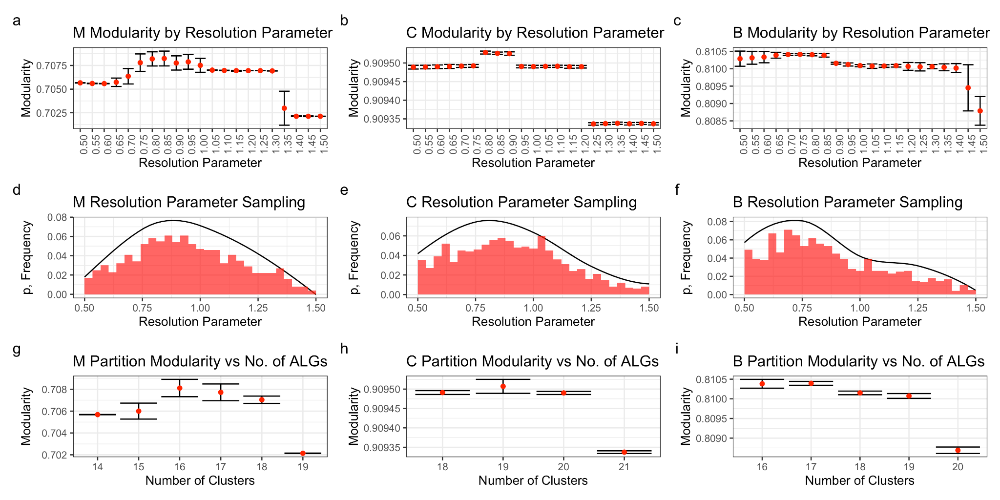 a
M Modularity by Resolution Parameter
Modularity
0.7075
0.7050
0.7025
0.50 0.55 0.60 0.65 0.70 0.75 0.80 0.85 0.90 0.95 1.00 1.05 1.10 1.15 1.20 1.25 1.30 1.35 1.40 1.45 1.50
Resolution Parameter
b
C Modularity by Resolution Parameter
Modularity
0.90950
0.90945
0.90940
0.90935
0.50 0.55 0.60 0.65 0.70 0.75 0.80 0.85 0.90 0.95 1.00 1.05 1.10 1.15 1.20 1.25 1.30 1.35 1.40 1.45 1.50
Resolution Parameter
c
B Modularity by Resolution Parameter
Modularity
0.8105
0.8100
0.8095
0.8090
0.8085
0.50 0.55 0.60 0.65 0.70 0.75 0.80 0.85 0.90 0.95 1.00 1.05 1.10 1.15 1.20 1.25 1.30 1.35 1.40 1.45 1.50
Resolution Parameter
d
M Resolution Parameter Sampling
p, Frequency
0.08
0.06
0.04
0.02
0.00
0.50 0.75 1.00 1.25 1.50
Resolution Parameter
e
C Resolution Parameter Sampling
p, Frequency
0.06
0.04
0.02
0.00
0.50 0.75 1.00 1.25 1.50
Resolution Parameter
f
B Resolution Parameter Sampling
p, Frequency
0.08
0.06
0.04
0.02
0.00
0.50 0.75 1.00 1.25 1.50
Resolution Parameter
g
M Partition Modularity vs No. of ALGs
Modularity
0.708
0.706
0.704
0.702
14 15 16 17 18 19
Number of Clusters
h
C Partition Modularity vs No. of ALGs
Modularity
0.90950
0.90945
0.90940
0.90935
18 19 20 21
Number of Clusters
i
B Partition Modularity vs No. of ALGs
Modularity
0.8105
0.8100
0.8095
0.8090
16 17 18 19 20
Number of Clusters